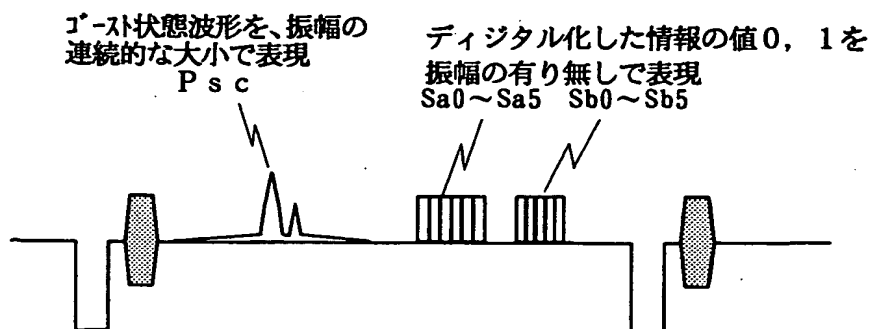 ｺﾞｰｽﾄ状態波形を、振幅の
連続的な大小で表現
Ｐｓｃ
ディジタル化した情報の値０，１を
振幅の有り無しで表現
Sa0～Sa5 Sb0～Sb5